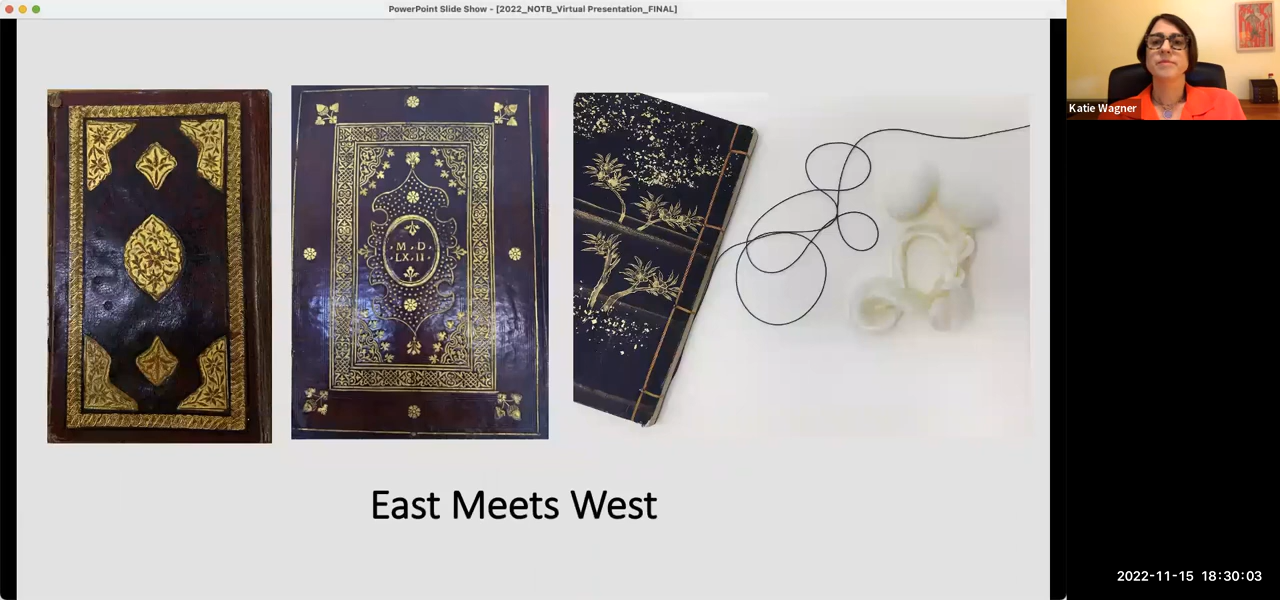 PowerPoint Slide Show - [2022_NOTB_Virtual Presentation_FINAL]
Katie Wagner
M · D ·
· LX · II
East Meets West
2022-11-15 18:30:03